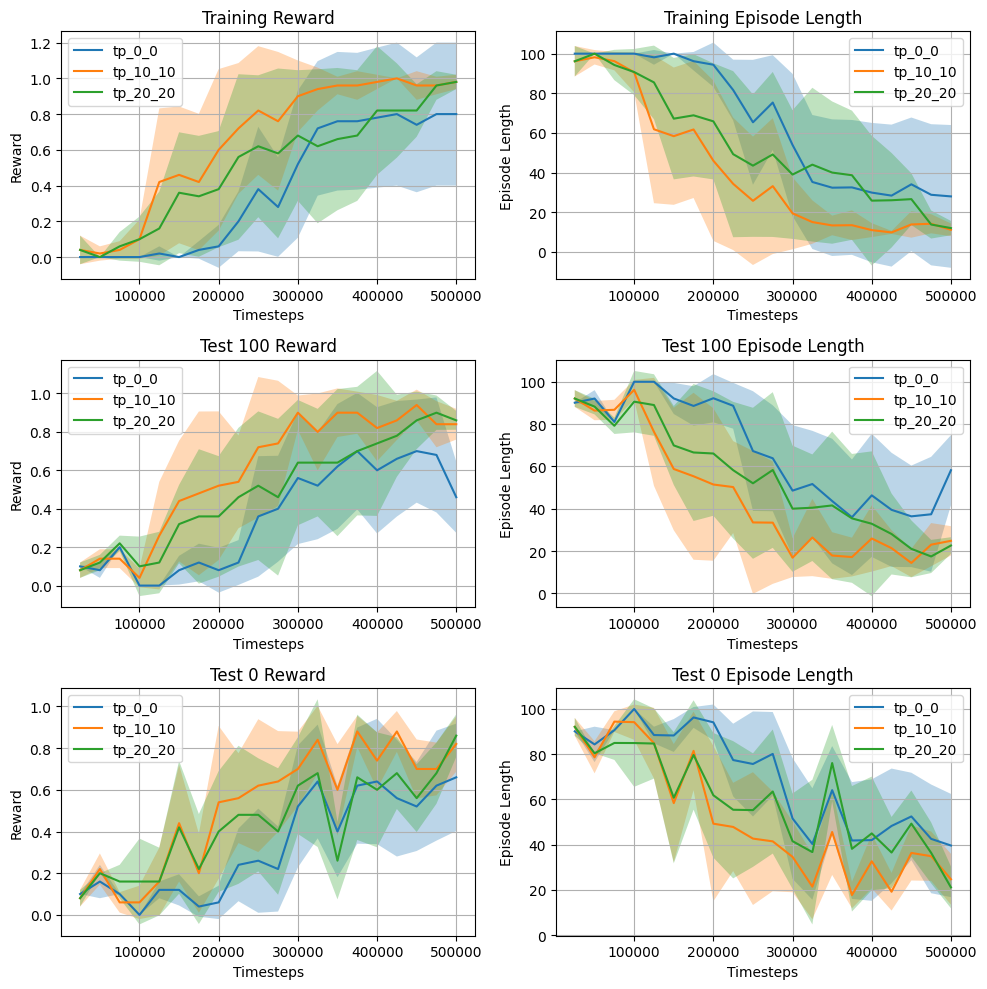 Training Reward
1.2
1.0
0.8
0.6
0.4
0.2
0.0
Reward
tp_0_0
tp_10_10
tp_20_20
100000 200000 300000 400000 500000
Timesteps
Training Episode Length
100
80
60
40
20
0
Episode Length
tp_0_0
tp_10_10
tp_20_20
100000 200000 300000 400000 500000
Timesteps
Test 100 Reward
1.0
0.8
0.6
0.4
0.2
0.0
Reward
tp_0_0
tp_10_10
tp_20_20
100000 200000 300000 400000 500000
Timesteps
Test 100 Episode Length
100
80
60
40
20
0
Episode Length
tp_0_0
tp_10_10
tp_20_20
100000 200000 300000 400000 500000
Timesteps
Test 0 Reward
1.0
0.8
0.6
0.4
0.2
0.0
Reward
tp_0_0
tp_10_10
tp_20_20
100000 200000 300000 400000 500000
Timesteps
Test 0 Episode Length
100
80
60
40
20
0
Episode Length
tp_0_0
tp_10_10
tp_20_20
100000 200000 300000 400000 500000
Timesteps